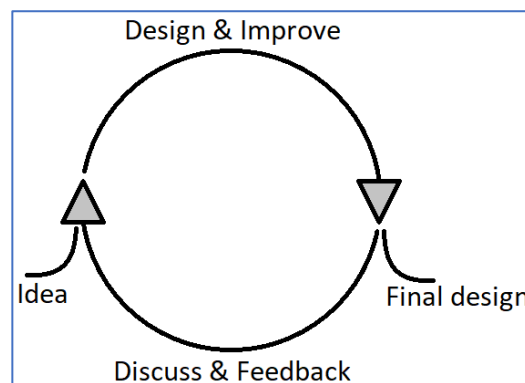 Design & Improve
Idea
Final design
Discuss & Feedback